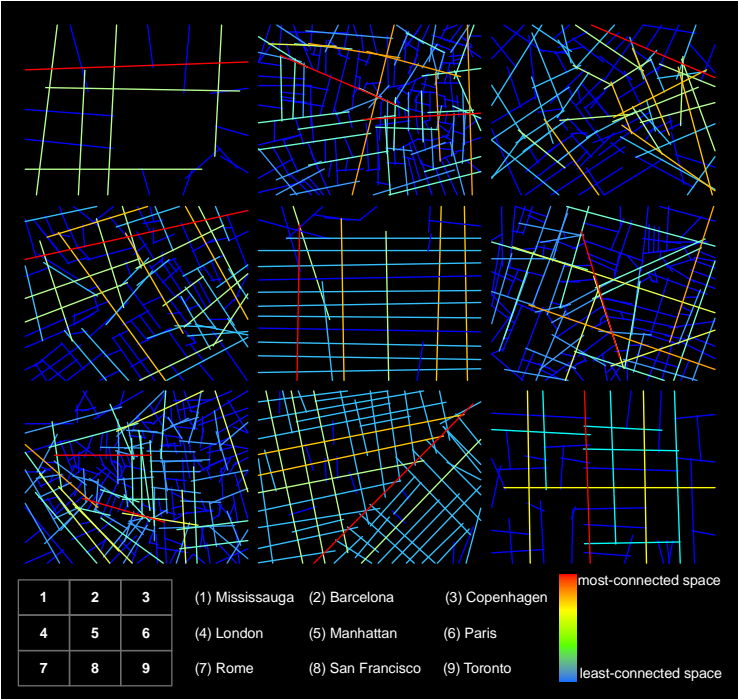 1 2 3 (1) Mississauga (2) Barcelona (3) Copenhagen most-connected space
4 5 6 (4) London (5) Manhattan (6) Paris
7 8 9 (7) Rome (8) San Francisco (9) Toronto least-connected space